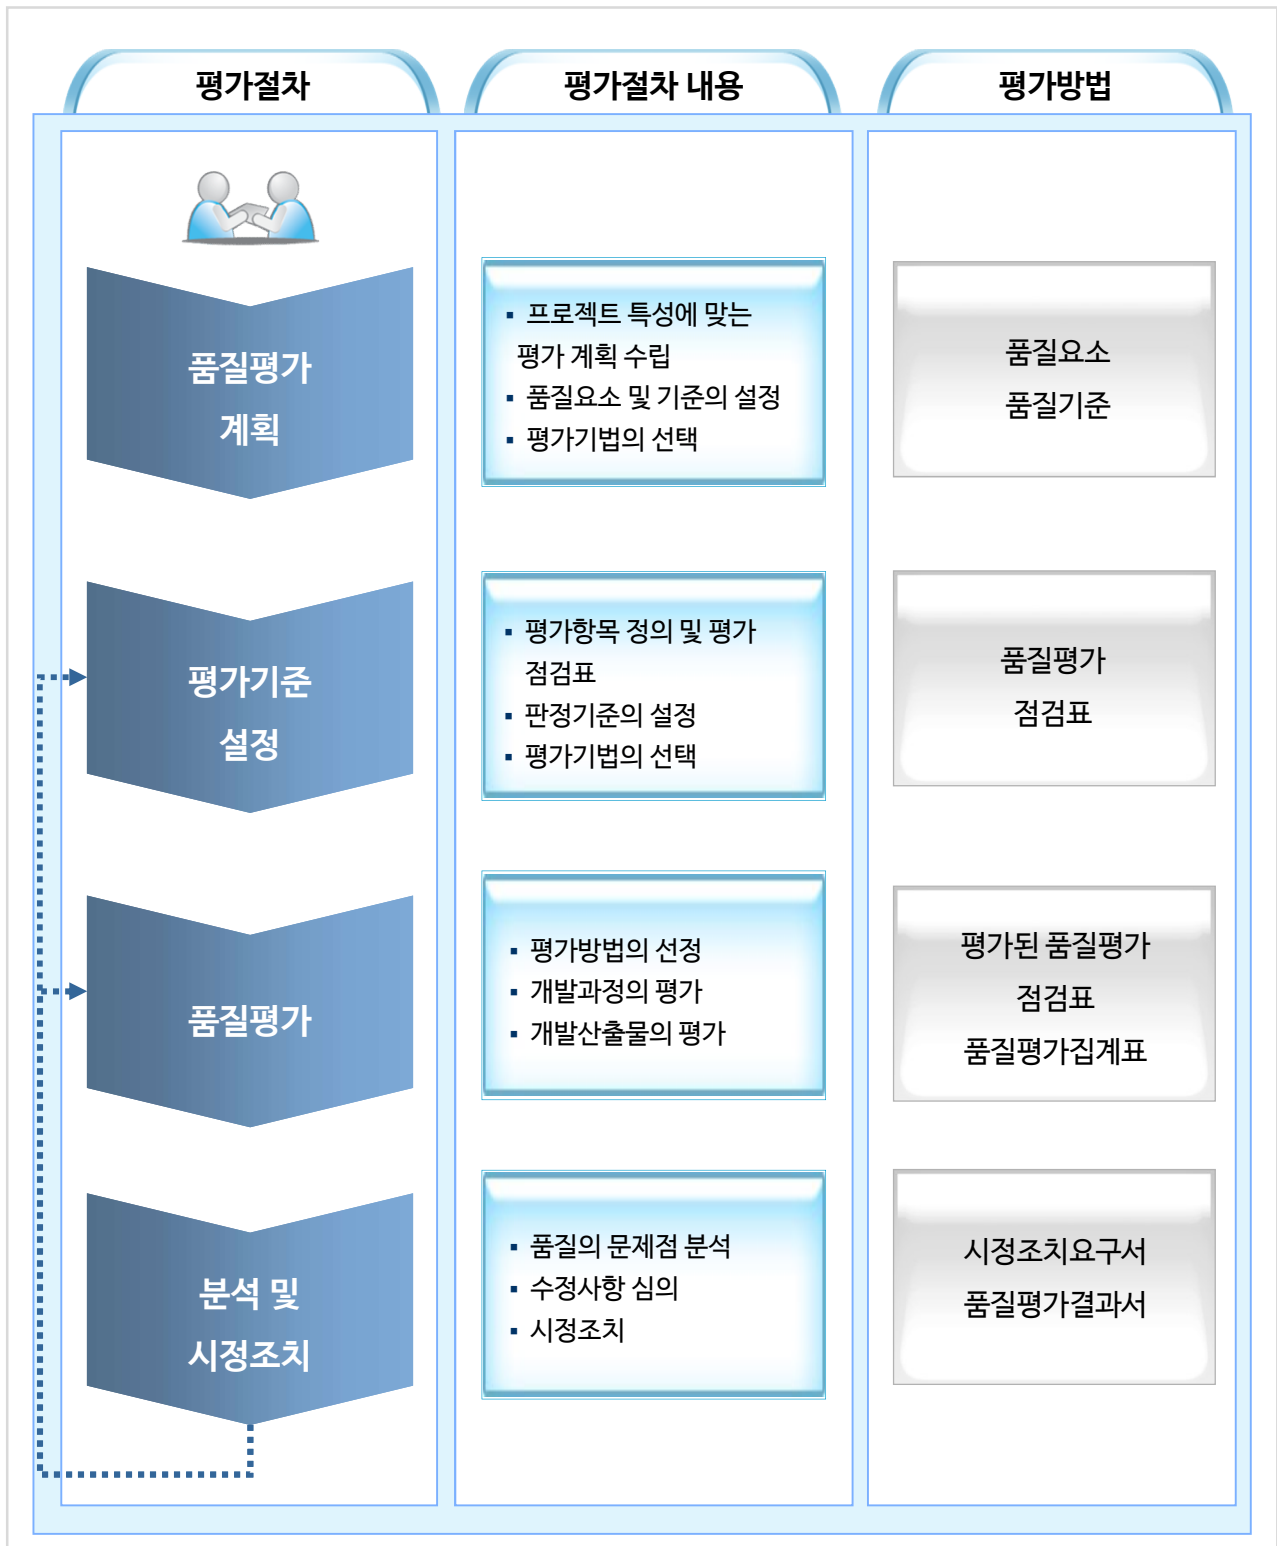 평가절차
평가절차 내용
평가방법
품질평가
계획
▪ 프로젝트 특성에 맞는
평가 계획 수립
▪ 품질요소 및 기준의 설정
▪ 평가기법의 선택
품질요소
품질기준
평가기준
설정
▪ 평가항목 정의 및 평가
점검표
▪ 판정기준의 설정
▪ 평가기법의 선택
품질평가
점검표
품질평가
▪ 평가방법의 선정
▪ 개발과정의 평가
▪ 개발산출물의 평가
평가된 품질평가
점검표
품질평가집계표
분석 및
시정조치
▪ 품질의 문제점 분석
▪ 수정사항 심의
▪ 시정조치
시정조치요구서
품질평가결과서